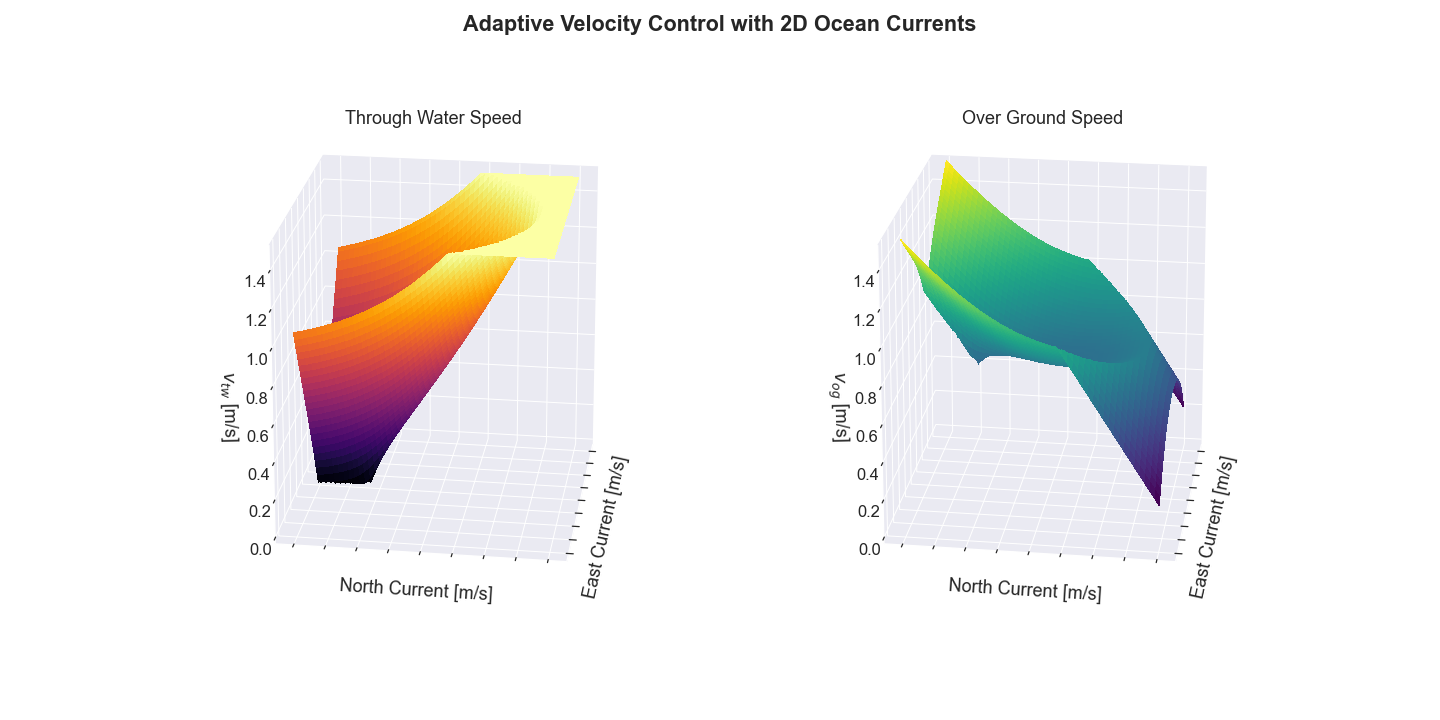 Adaptive Velocity Control with 2D Ocean Currents
Through Water Speed
1.4
1.2
1.0
0.8
0.6
0.4
0.2
0.0
v_tw [m/s]
North Current [m/s]
East Current [m/s]
Over Ground Speed
1.4
1.2
1.0
0.8
0.6
0.4
0.2
0.0
v_og [m/s]
North Current [m/s]
East Current [m/s]